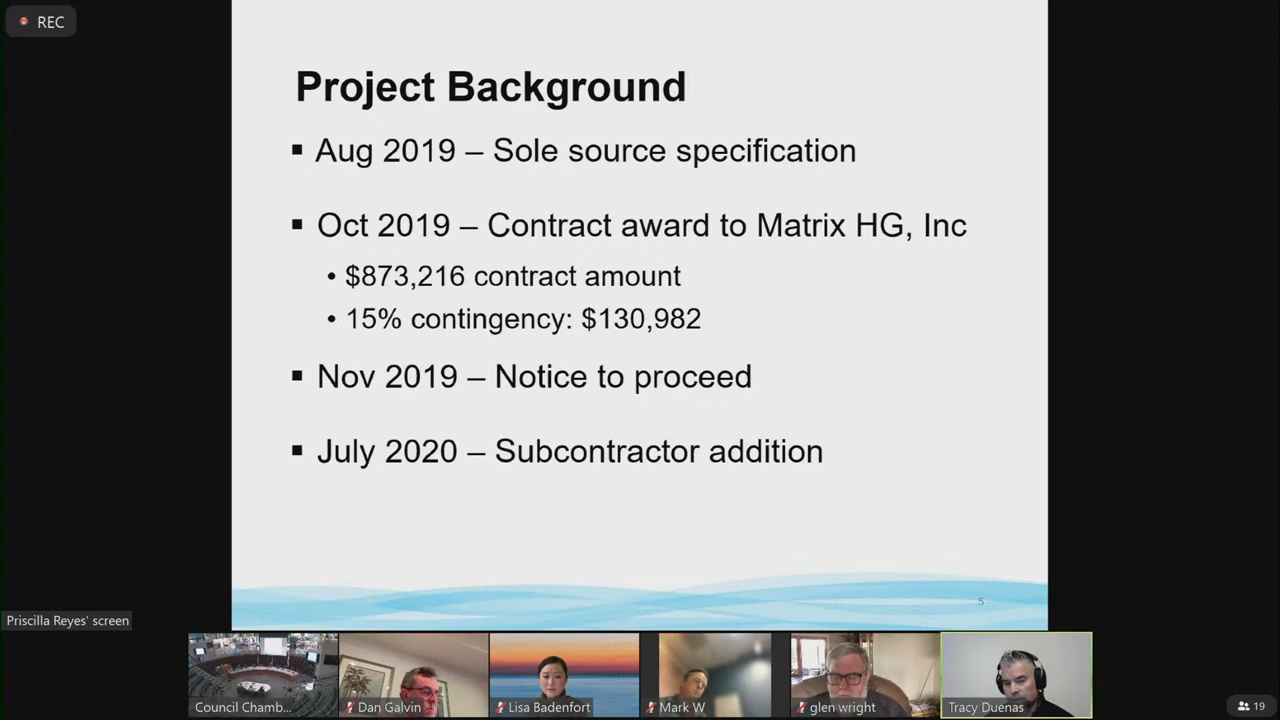 REC
Project Background
▪ Aug 2019 – Sole source specification
▪ Oct 2019 – Contract award to Matrix HG, Inc
• $873,216 contract amount
• 15% contingency: $130,982
▪ Nov 2019 – Notice to proceed
▪ July 2020 – Subcontractor addition
5
Priscilla Reyes' screen
Council Chamb...
Dan Galvin
Lisa Badenfort
Mark W
glen wright
Tracy Duenas
19